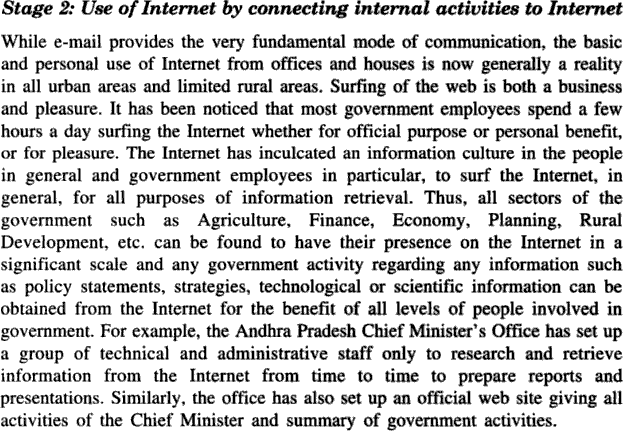 Stage 2: Use of Internet by connecting internal activities to Internet
While e-mail provides the very fundamental mode of communication, the basic
and personal use of Internet from offices and houses is now generally a reality
in all urban areas and limited rural areas. Surfing of the web is both a business
and pleasure. It has been noticed that most government employees spend a few
hours a day surfing the Internet whether for official purpose or personal benefit,
or for pleasure. The Internet has inculcated an information culture in the people
in general and government employees in particular, to surf the Internet, in
general, for all purposes of information retrieval. Thus, all sectors of the
government such as Agriculture, Finance, Economy, Planning, Rural
Development, etc. can be found to have their presence on the Internet in a
significant scale and any government activity regarding any information such
as policy statements, strategies, technological or scientific information can be
obtained from the Internet for the benefit of all levels of people involved in
government. For example, the Andhra Pradesh Chief Minister's Office has set up
a group of technical and administrative staff only to research and retrieve
information from the Internet from time to time to prepare reports and
presentations. Similarly, the office has also set up an official web site giving all
activities of the Chief Minister and summary of government activities.